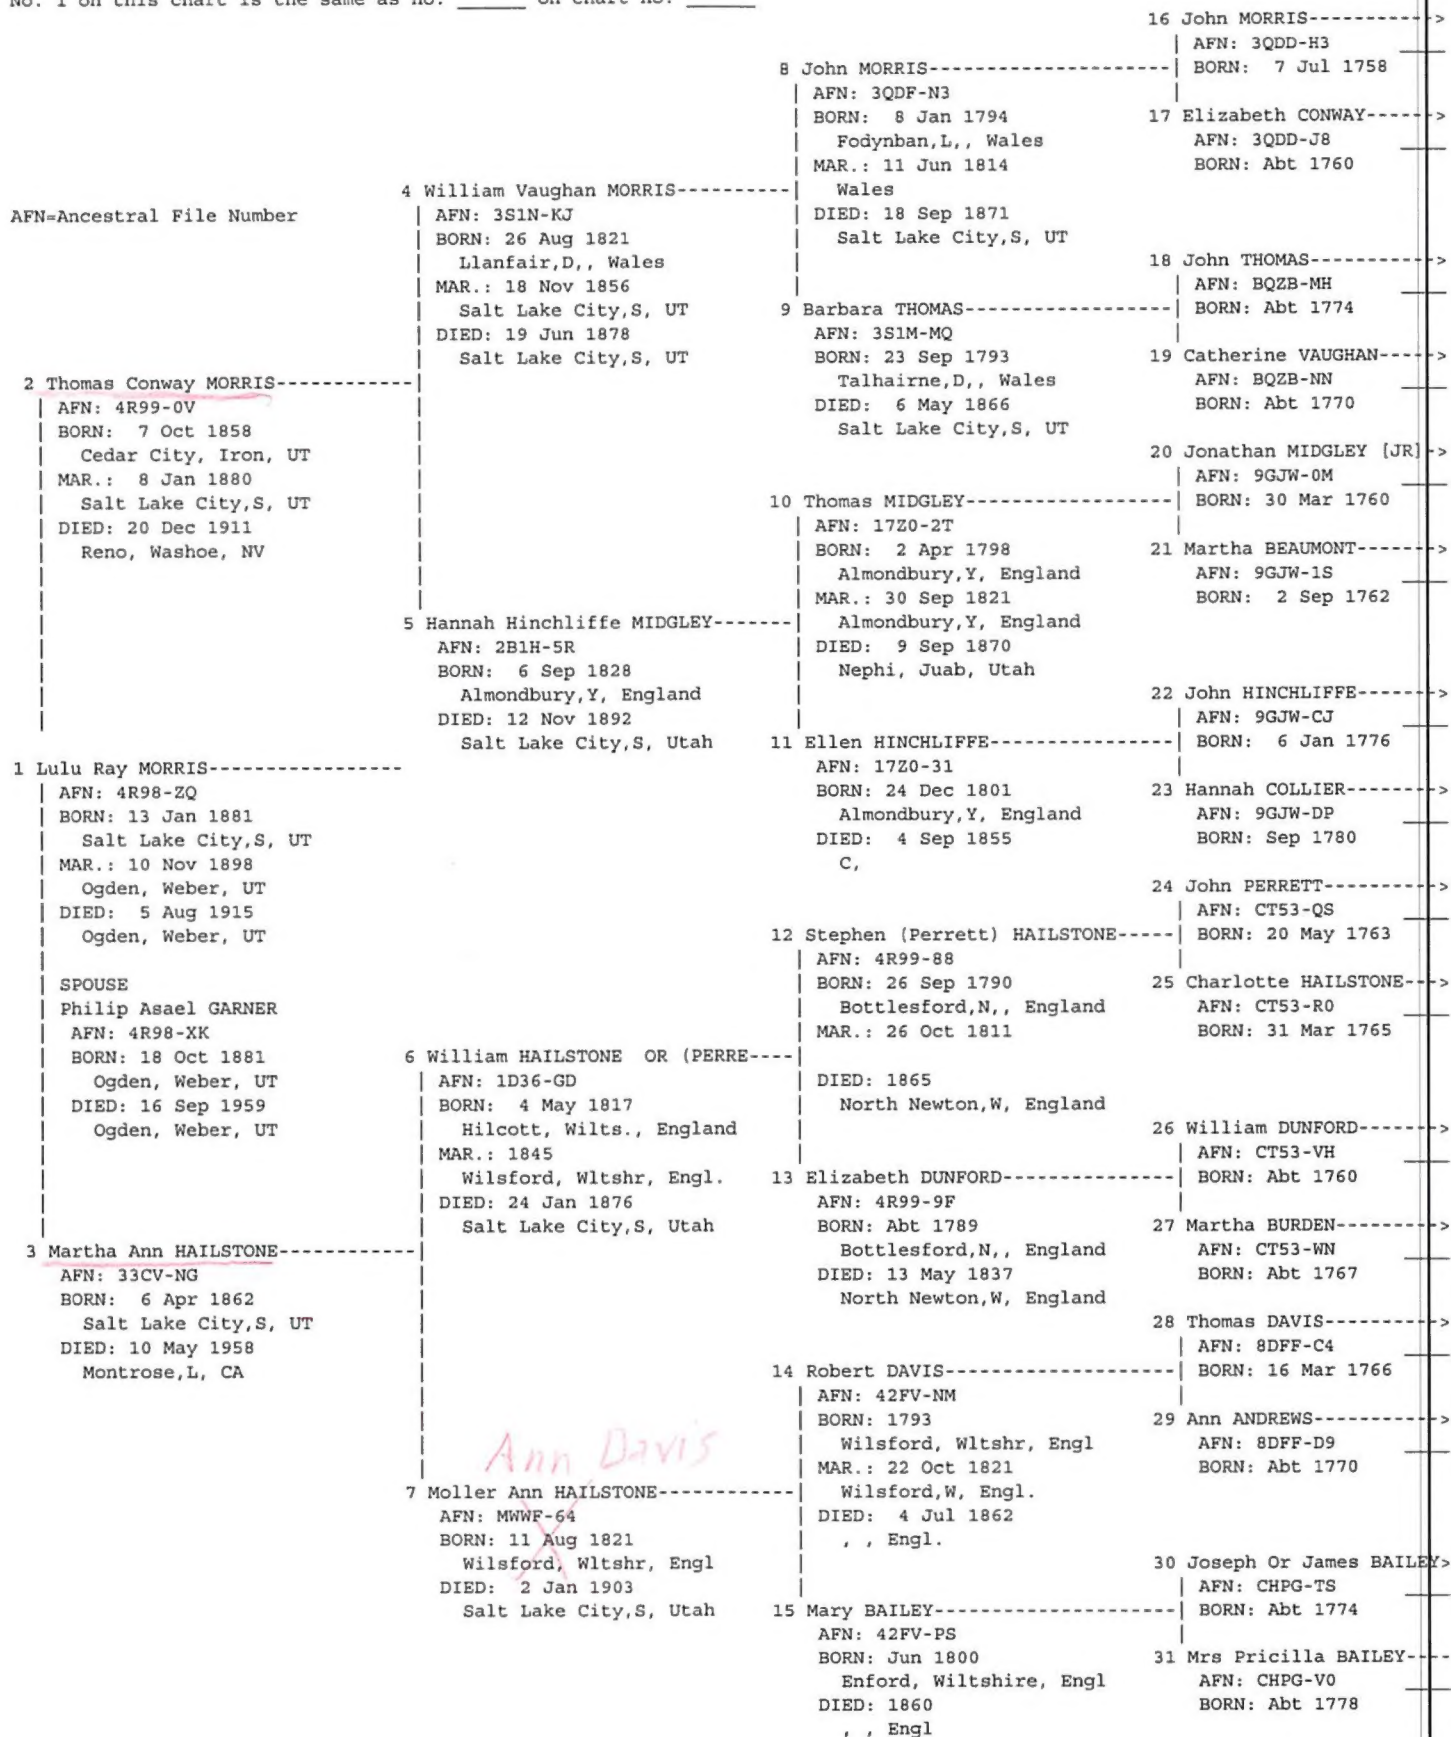 No. 1 on this chart is the same as no. _____ on chart no. _____
AFN=Ancestral File Number
1 Lulu Ray MORRIS-----------------
AFN: 4R98-ZQ
BORN: 13 Jan 1881
Salt Lake City,S, UT
MAR.: 10 Nov 1898
Ogden, Weber, UT
DIED: 5 Aug 1915
Ogden, Weber, UT
SPOUSE
Philip Asael GARNER
AFN: 4R98-XK
BORN: 18 Oct 1881
Ogden, Weber, UT
DIED: 16 Sep 1959
Ogden, Weber, UT
2 Thomas Conway MORRIS------------
AFN: 4R99-0V
BORN: 7 Oct 1858
Cedar City, Iron, UT
MAR.: 8 Jan 1880
Salt Lake City,S, UT
DIED: 20 Dec 1911
Reno, Washoe, NV
3 Martha Ann HAILSTONE------------
AFN: 33CV-NG
BORN: 6 Apr 1862
Salt Lake City,S, UT
DIED: 10 May 1958
Montrose,L, CA
4 William Vaughan MORRIS----------
AFN: 3S1N-KJ
BORN: 26 Aug 1821
Llanfair,D,, Wales
MAR.: 18 Nov 1856
Salt Lake City,S, UT
DIED: 19 Jun 1878
Salt Lake City,S, UT
5 Hannah Hinchliffe MIDGLEY-------
AFN: 2B1H-5R
BORN: 6 Sep 1828
Almondbury,Y, England
DIED: 12 Nov 1892
Salt Lake City,S, Utah
6 William HAILSTONE OR (PERRE----
AFN: 1D36-GD
BORN: 4 May 1817
Hilcott, Wilts., England
MAR.: 1845
Wilsford, Wltshr, Engl.
DIED: 24 Jan 1876
Salt Lake City,S, Utah
Ann Davis
7 Moller Ann HAILSTONE------------
AFN: MWWF-64
BORN: 11 Aug 1821
Wilsford, Wltshr, Engl
DIED: 2 Jan 1903
Salt Lake City,S, Utah
8 John MORRIS---------------------
AFN: 3QDF-N3
BORN: 8 Jan 1794
Fodynban,L,, Wales
MAR.: 11 Jun 1814
Wales
DIED: 18 Sep 1871
Salt Lake City,S, UT
9 Barbara THOMAS------------------
AFN: 3S1M-MQ
BORN: 23 Sep 1793
Talhairne,D,, Wales
DIED: 6 May 1866
Salt Lake City,S, UT
10 Thomas MIDGLEY------------------
AFN: 17Z0-2T
BORN: 2 Apr 1798
Almondbury,Y, England
MAR.: 30 Sep 1821
Almondbury,Y, England
DIED: 9 Sep 1870
Nephi, Juab, Utah
11 Ellen HINCHLIFFE----------------
AFN: 17Z0-31
BORN: 24 Dec 1801
Almondbury,Y, England
DIED: 4 Sep 1855
C,
12 Stephen (Perrett) HAILSTONE-----
AFN: 4R99-88
BORN: 26 Sep 1790
Bottlesford,N,, England
MAR.: 26 Oct 1811
DIED: 1865
North Newton,W, England
13 Elizabeth DUNFORD---------------
AFN: 4R99-9F
BORN: Abt 1789
Bottlesford,N,, England
DIED: 13 May 1837
North Newton,W, England
14 Robert DAVIS--------------------
AFN: 42FV-NM
BORN: 1793
Wilsford, Wltshr, Engl
MAR.: 22 Oct 1821
Wilsford,W, Engl.
DIED: 4 Jul 1862
, , Engl.
15 Mary BAILEY---------------------
AFN: 42FV-PS
BORN: Jun 1800
Enford, Wiltshire, Engl
DIED: 1860
, , Engl
16 John MORRIS----------->
AFN: 3QDD-H3
BORN: 7 Jul 1758
17 Elizabeth CONWAY------>
AFN: 3QDD-J8
BORN: Abt 1760
18 John THOMAS----------->
AFN: BQZB-MH
BORN: Abt 1774
19 Catherine VAUGHAN----->
AFN: BQZB-NN
BORN: Abt 1770
20 Jonathan MIDGLEY [JR]->
AFN: 9GJW-0M
BORN: 30 Mar 1760
21 Martha BEAUMONT------->
AFN: 9GJW-1S
BORN: 2 Sep 1762
22 John HINCHLIFFE------->
AFN: 9GJW-CJ
BORN: 6 Jan 1776
23 Hannah COLLIER-------->
AFN: 9GJW-DP
BORN: Sep 1780
24 John PERRETT---------->
AFN: CT53-QS
BORN: 20 May 1763
25 Charlotte HAILSTONE--->
AFN: CT53-R0
BORN: 31 Mar 1765
26 William DUNFORD------->
AFN: CT53-VH
BORN: Abt 1760
27 Martha BURDEN--------->
AFN: CT53-WN
BORN: Abt 1767
28 Thomas DAVIS---------->
AFN: 8DFF-C4
BORN: 16 Mar 1766
29 Ann ANDREWS----------->
AFN: 8DFF-D9
BORN: Abt 1770
30 Joseph Or James BAILEY>
AFN: CHPG-TS
BORN: Abt 1774
31 Mrs Pricilla BAILEY----
AFN: CHPG-V0
BORN: Abt 1778